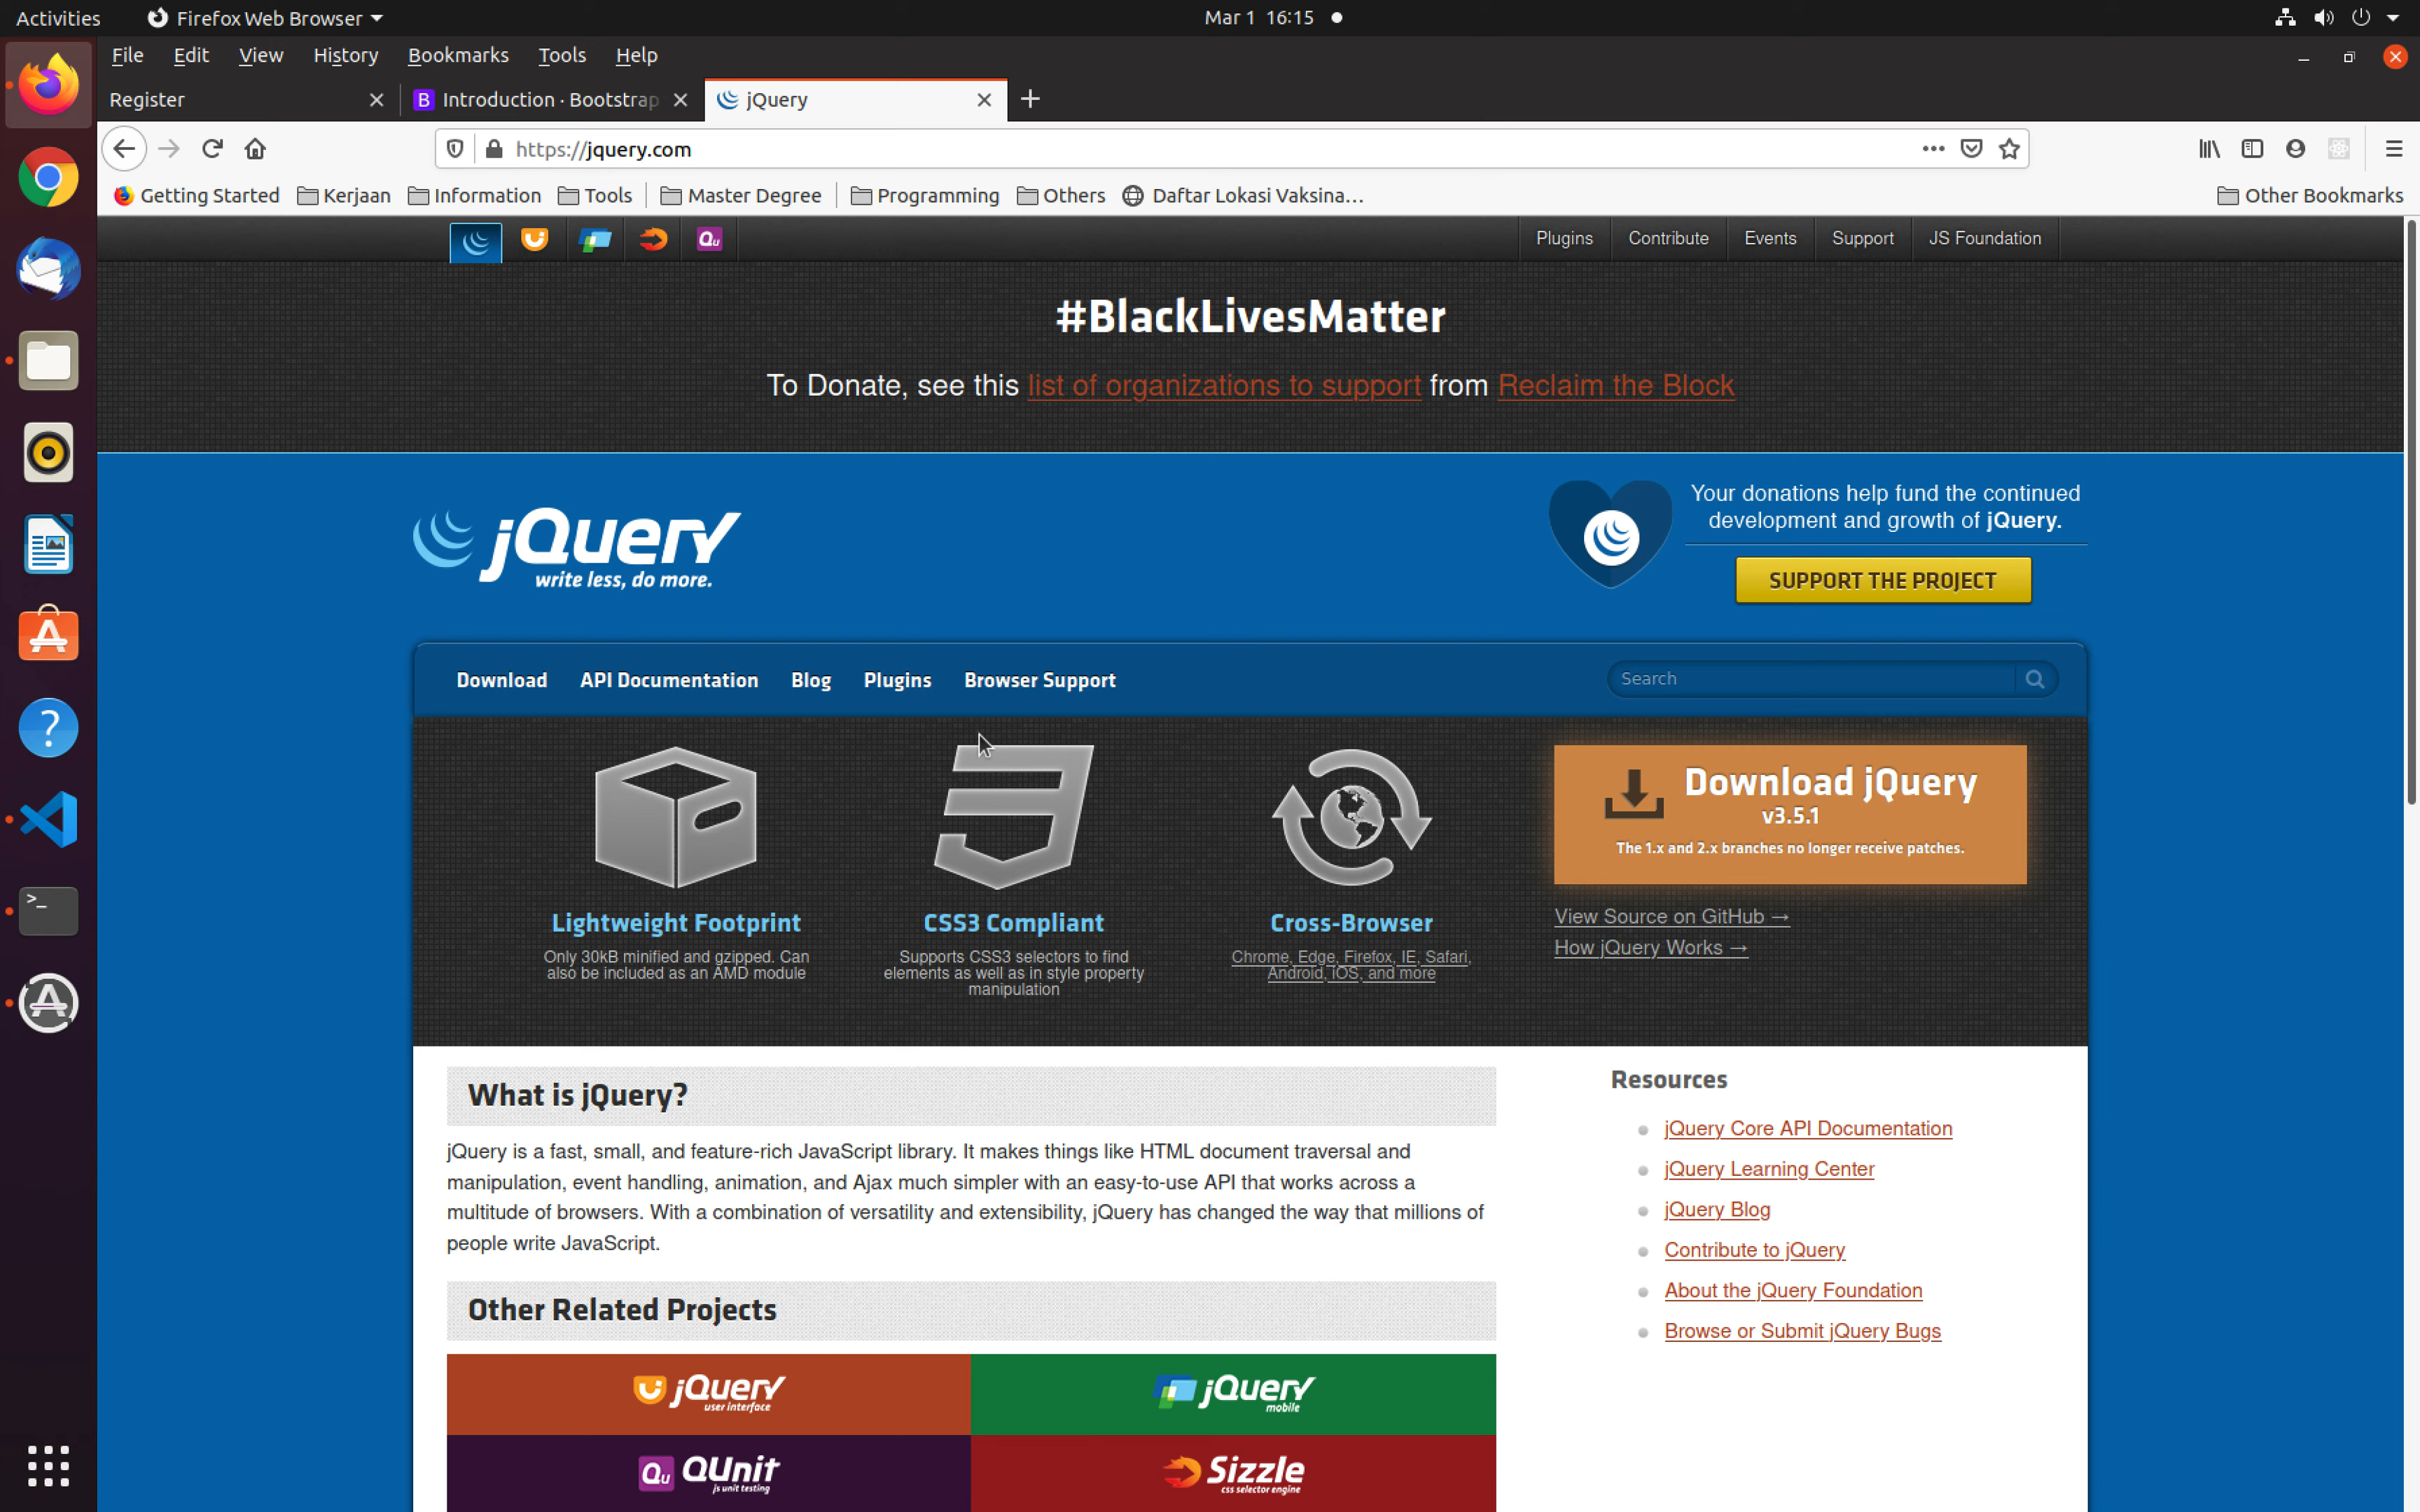 Activities Firefox Web Browser Mar 1 16:15
File Edit View History Bookmarks Tools Help
Register B Introduction · Bootstrap jQuery
https://jquery.com
Getting Started Kerjaan Information Tools Master Degree Programming Others Daftar Lokasi Vaksina... Other Bookmarks
Qu Plugins Contribute Events Support JS Foundation
#BlackLivesMatter
To Donate, see this list of organizations to support from Reclaim the Block
jQuery
write less, do more.
Your donations help fund the continued
development and growth of jQuery.
SUPPORT THE PROJECT
Download API Documentation Blog Plugins Browser Support Search
Lightweight Footprint
Only 30kB minified and gzipped. Can
also be included as an AMD module
CSS3 Compliant
Supports CSS3 selectors to find
elements as well as in style property
manipulation
Cross-Browser
Chrome, Edge, Firefox, IE, Safari,
Android, iOS, and more
Download jQuery
v3.5.1
The 1.x and 2.x branches no longer receive patches.
View Source on GitHub →
How jQuery Works →
What is jQuery?
jQuery is a fast, small, and feature-rich JavaScript library. It makes things like HTML document traversal and
manipulation, event handling, animation, and Ajax much simpler with an easy-to-use API that works across a
multitude of browsers. With a combination of versatility and extensibility, jQuery has changed the way that millions of
people write JavaScript.
Other Related Projects
jQuery
user interface
jQuery
mobile
Qu QUnit
js unit testing
Sizzle
css selector engine
Resources
jQuery Core API Documentation
jQuery Learning Center
jQuery Blog
Contribute to jQuery
About the jQuery Foundation
Browse or Submit jQuery Bugs